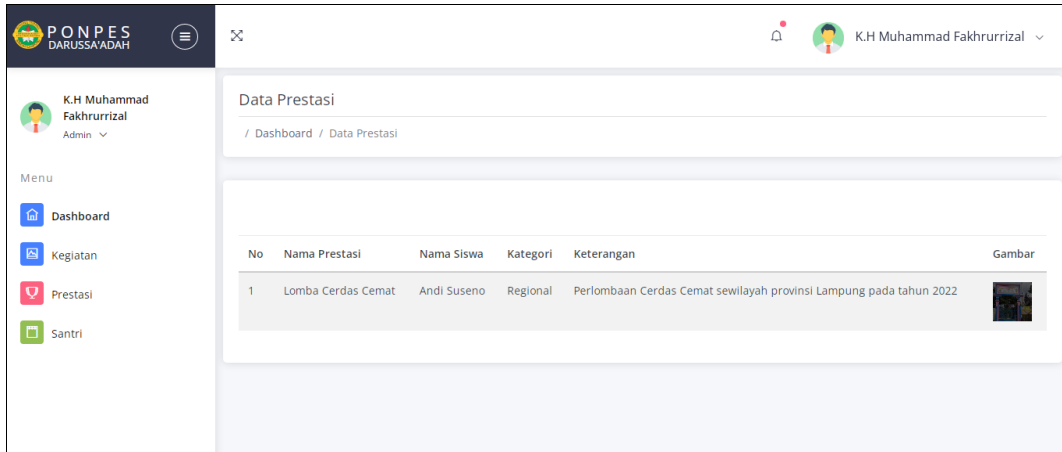 PONPES
DARUSSA'ADAH
K.H Muhammad Fakhrurrizal
K.H Muhammad
Fakhrurrizal
Admin
Menu
Dashboard
Kegiatan
Prestasi
Santri
Data Prestasi
/ Dashboard / Data Prestasi
No Nama Prestasi Nama Siswa Kategori Keterangan Gambar
1 Lomba Cerdas Cemat Andi Suseno Regional Perlombaan Cerdas Cemat sewilayah provinsi Lampung pada tahun 2022